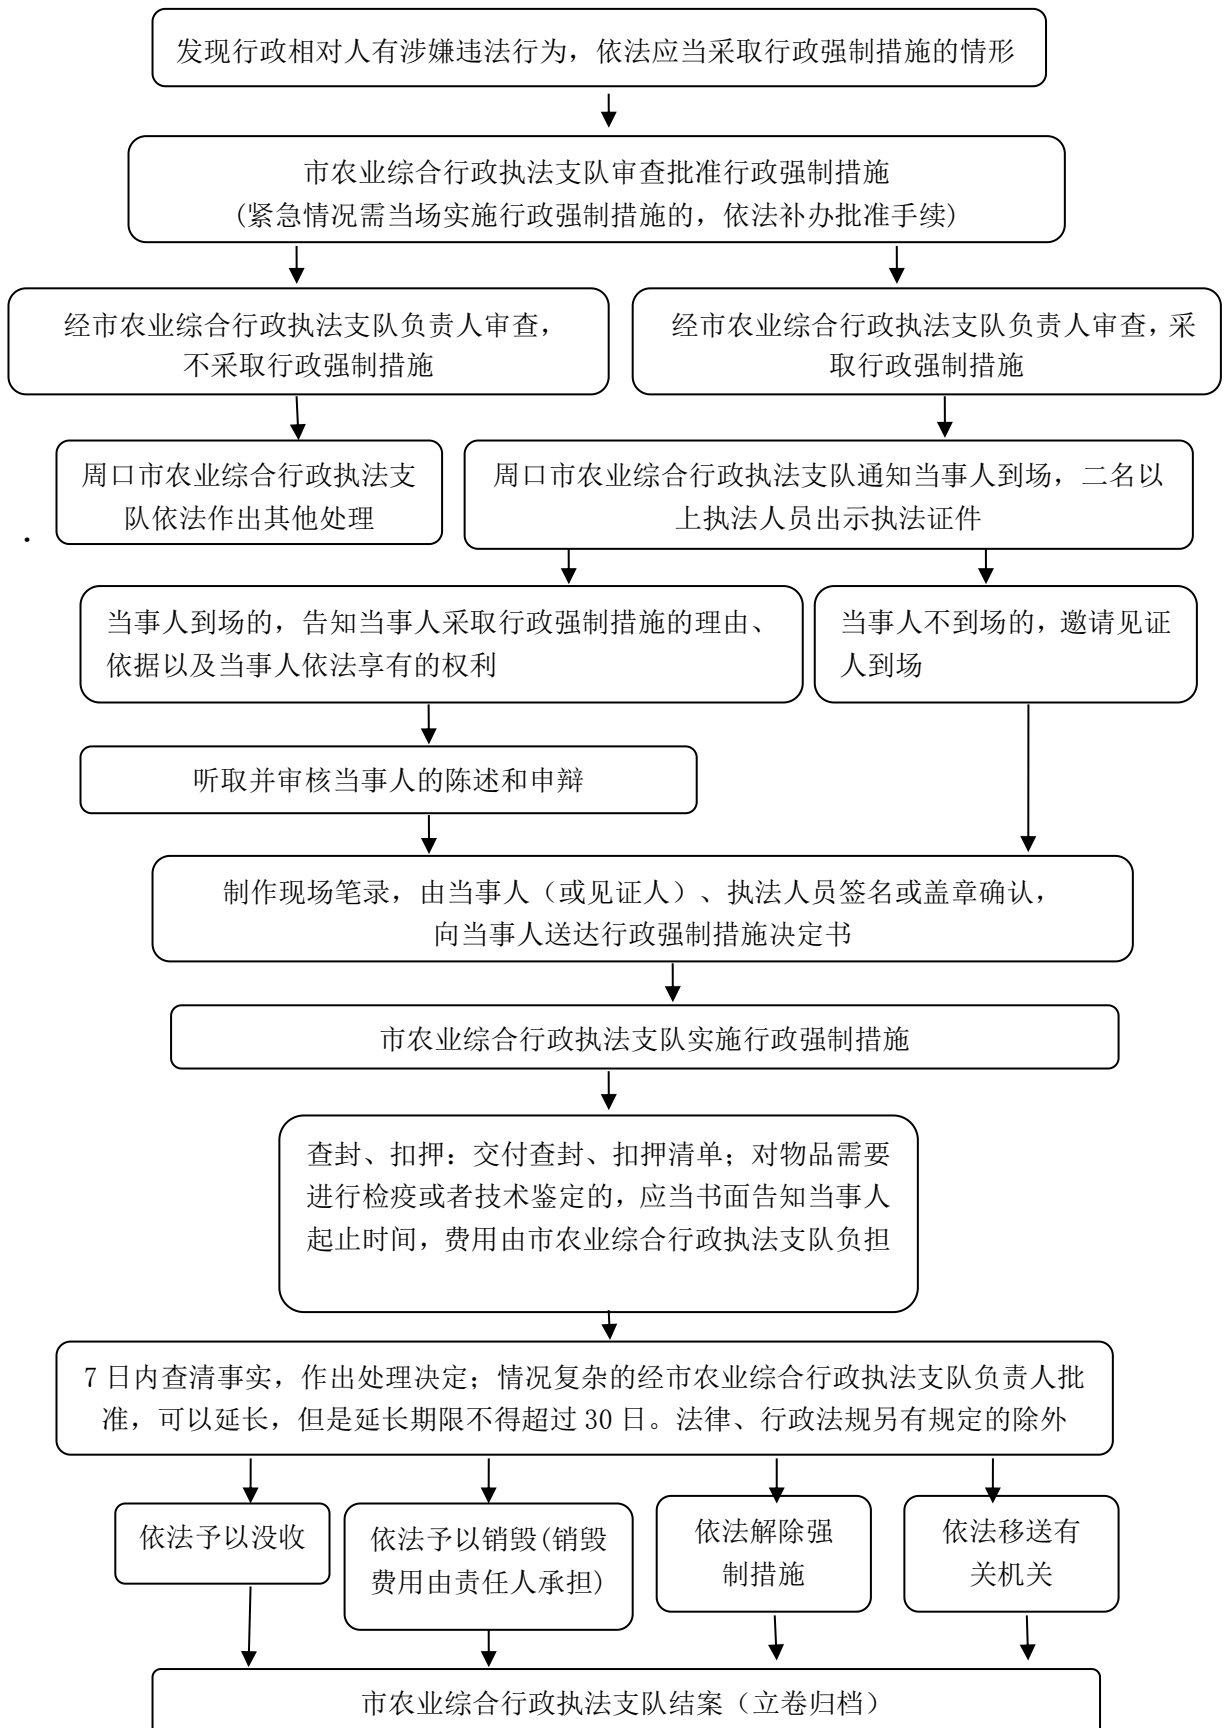 发现行政相对人有涉嫌违法行为，依法应当采取行政强制措施的情形
市农业综合行政执法支队审查批准行政强制措施
(紧急情况需当场实施行政强制措施的，依法补办批准手续)
经市农业综合行政执法支队负责人审查，
不采取行政强制措施
经市农业综合行政执法支队负责人审查，采
取行政强制措施
周口市农业综合行政执法支
队依法作出其他处理
周口市农业综合行政执法支队通知当事人到场，二名以
上执法人员出示执法证件
.
当事人到场的，告知当事人采取行政强制措施的理由、
依据以及当事人依法享有的权利
当事人不到场的，邀请见证
人到场
听取并审核当事人的陈述和申辩
制作现场笔录，由当事人（或见证人）、执法人员签名或盖章确认，
向当事人送达行政强制措施决定书
市农业综合行政执法支队实施行政强制措施
查封、扣押：交付查封、扣押清单；对物品需要
进行检疫或者技术鉴定的，应当书面告知当事人
起止时间，费用由市农业综合行政执法支队负担
7 日内查清事实，作出处理决定；情况复杂的经市农业综合行政执法支队负责人批
准，可以延长，但是延长期限不得超过 30 日。法律、行政法规另有规定的除外
依法予以没收
依法予以销毁(销毁
费用由责任人承担)
依法解除强
制措施
依法移送有
关机关
市农业综合行政执法支队结案（立卷归档）